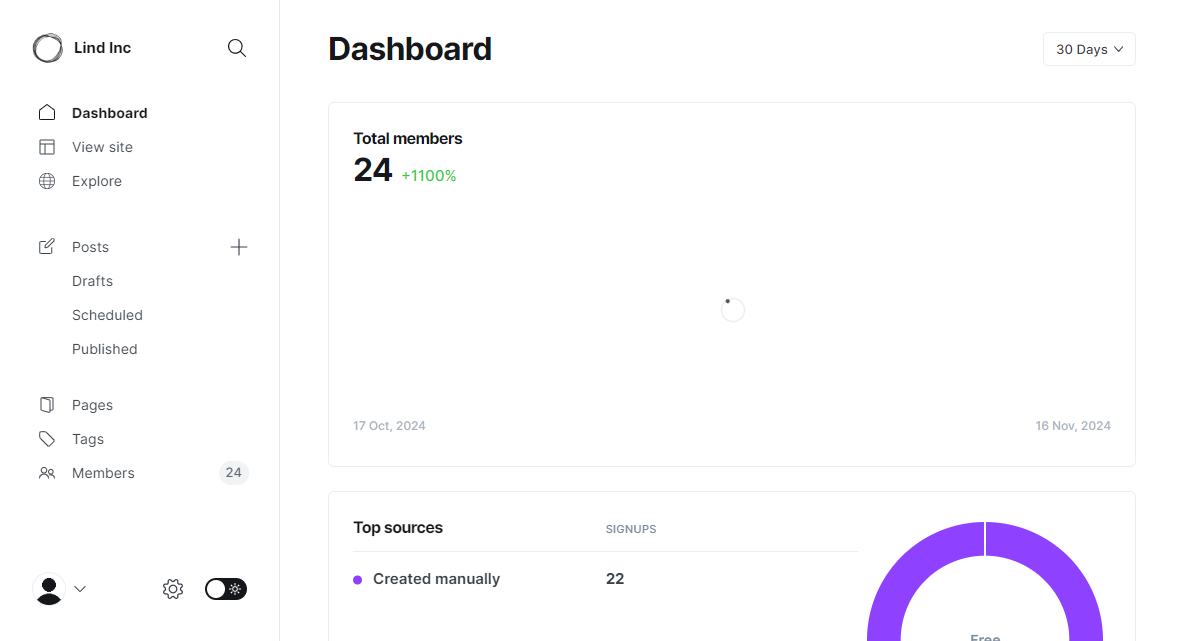 Lind Inc
Dashboard
View site
Explore
Posts
Drafts
Scheduled
Published
Pages
Tags
Members
24
Dashboard
30 Days
Total members
24 +1100%
17 Oct, 2024
16 Nov, 2024
Top sources
SIGNUPS
Created manually
22
Free